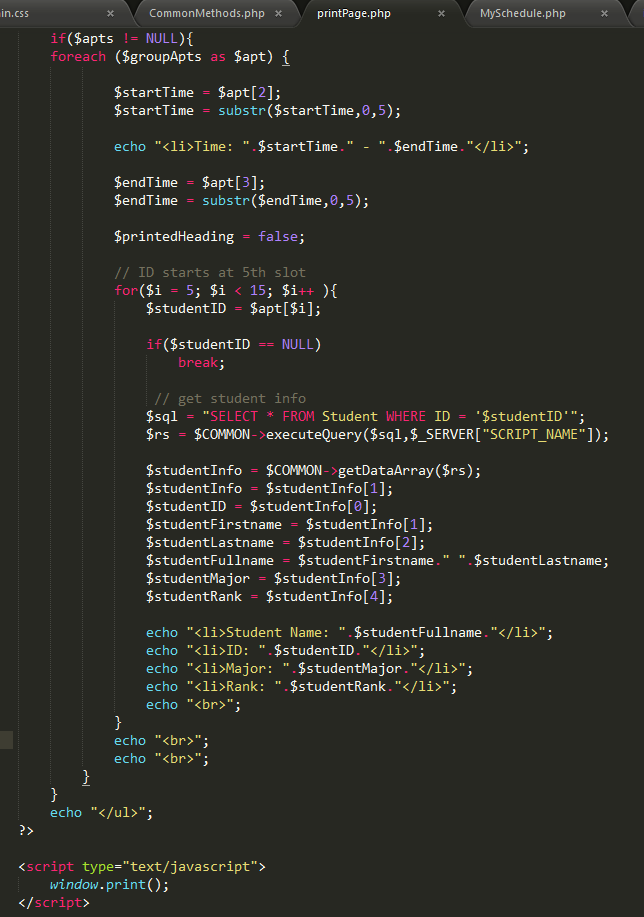 in.css × CommonMethods.php × printPage.php × MySchedule.php ×
if($apts != NULL){
foreach ($groupApts as $apt) {
$startTime = $apt[2];
$startTime = substr($startTime,0,5);
echo "<li>Time: ".$startTime." - ".$endTime."</li>";
$endTime = $apt[3];
$endTime = substr($endTime,0,5);
$printedHeading = false;
// ID starts at 5th slot
for($i = 5; $i < 15; $i++ ){
$studentID = $apt[$i];
if($studentID == NULL)
break;
// get student info
$sql = "SELECT * FROM Student WHERE ID = '$studentID'";
$rs = $COMMON->executeQuery($sql,$_SERVER["SCRIPT_NAME"]);
$studentInfo = $COMMON->getDataArray($rs);
$studentInfo = $studentInfo[1];
$studentID = $studentInfo[0];
$studentFirstname = $studentInfo[1];
$studentLastname = $studentInfo[2];
$studentFullname = $studentFirstname." ".$studentLastname;
$studentMajor = $studentInfo[3];
$studentRank = $studentInfo[4];
echo "<li>Student Name: ".$studentFullname."</li>";
echo "<li>ID: ".$studentID."</li>";
echo "<li>Major: ".$studentMajor."</li>";
echo "<li>Rank: ".$studentRank."</li>";
echo "<br>";
}
echo "<br>";
echo "<br>";
}
}
echo "</ul>";
?>
<script type="text/javascript">
window.print();
</script>